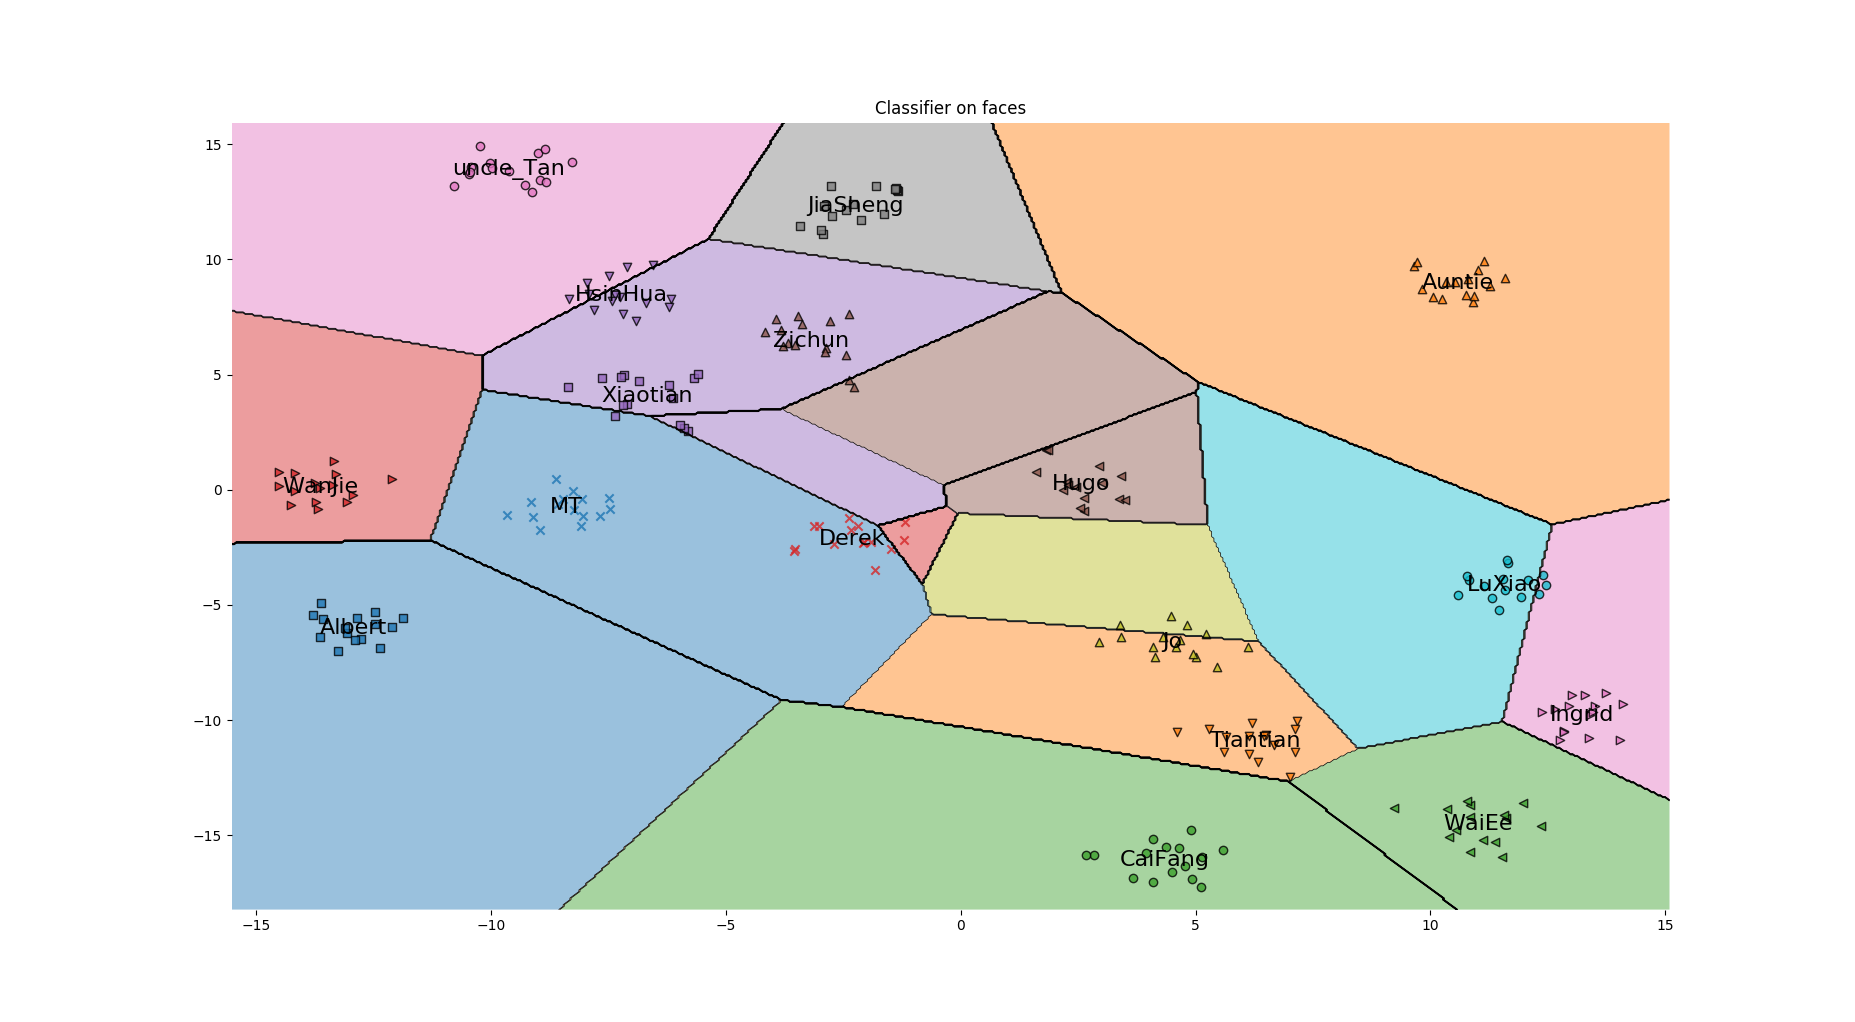 Classifier on faces
15
10
5
0
−5
−10
−15
uncle_Tan
JiaSheng
HsinHua
Auntie
Zichun
Xiaotian
WanJie
MT
Hugo
Derek
LuXiao
Albert
Jo
Ingrid
Tiantian
WaiEe
CaiFang
−15 −10 −5 0 5 10 15